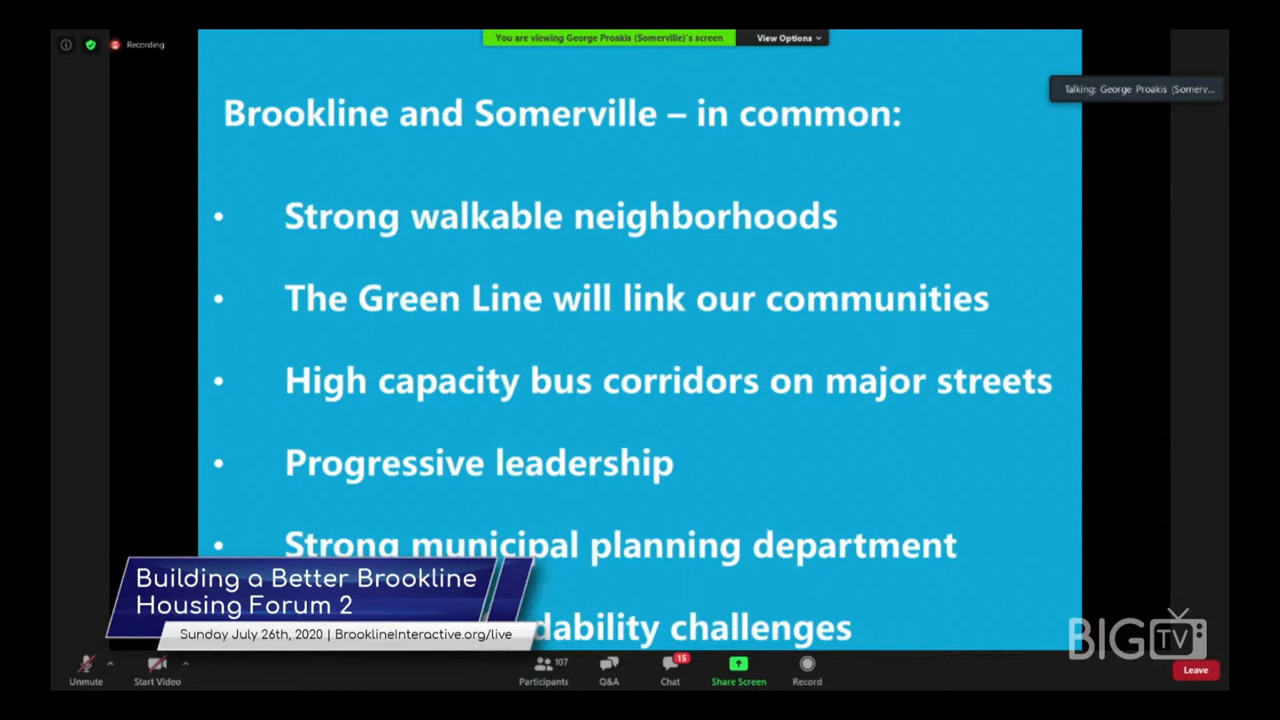 Recording
You are viewing George Proakis (Somerville)'s screen
View Options
Talking: George Proakis (Somerv...
Brookline and Somerville – in common:
• Strong walkable neighborhoods
• The Green Line will link our communities
• High capacity bus corridors on major streets
• Progressive leadership
• Strong municipal planning department
dability challenges
Building a Better Brookline
Housing Forum 2
Sunday July 26th, 2020 | BrooklineInteractive.org/live
BIG TV
Unmute
Start Video
107
Participants
Q&A
15
Chat
Share Screen
Record
Leave